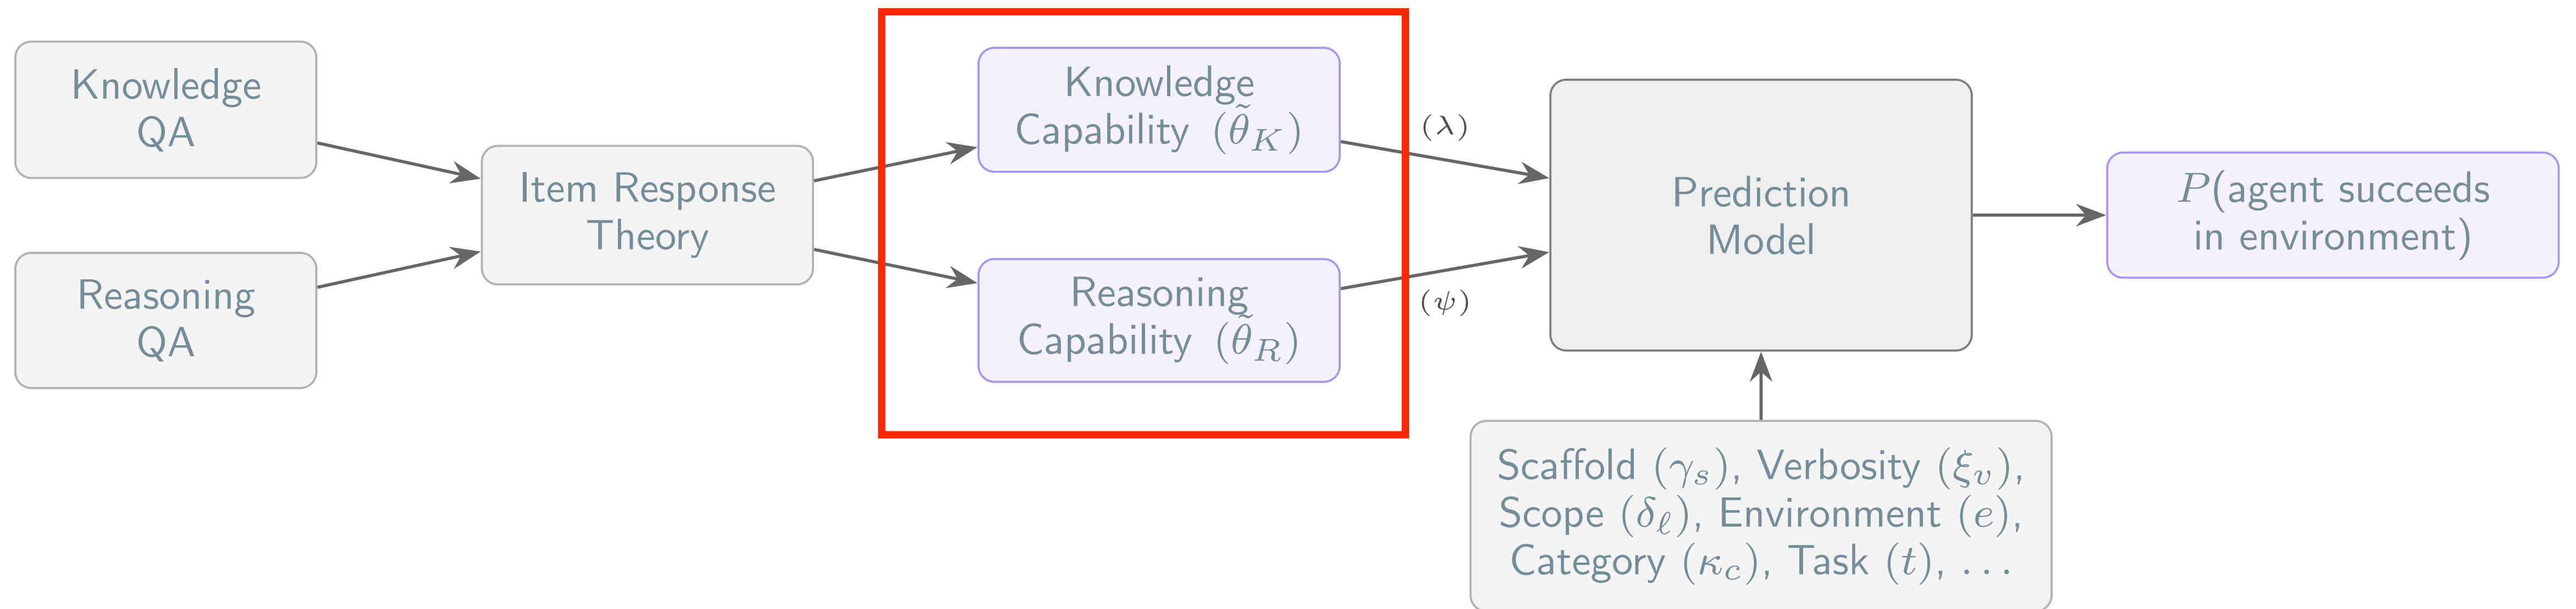 Knowledge
QA
Reasoning
QA
Item Response
Theory
Knowledge
Capability (θ̃_K)
Reasoning
Capability (θ̃_R)
(λ)
(ψ)
Prediction
Model
Scaffold (γ_s), Verbosity (ξ_v),
Scope (δ_ℓ), Environment (e),
Category (κ_c), Task (t), ...
P(agent succeeds
in environment)